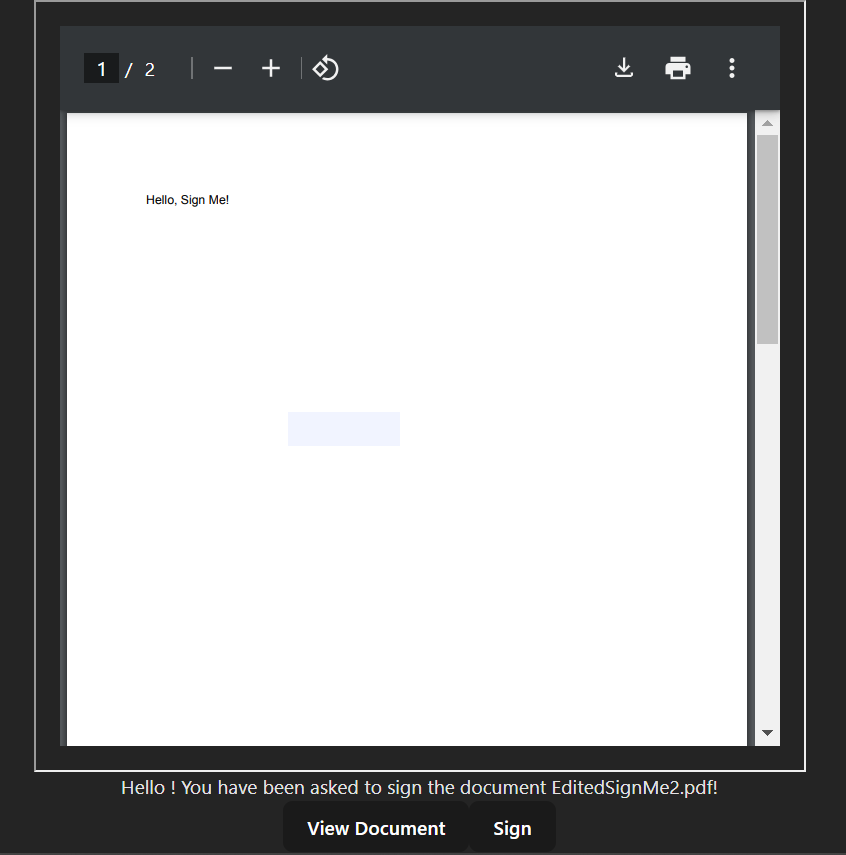 1 / 2
Hello, Sign Me!
Hello ! You have been asked to sign the document EditedSignMe2.pdf!
View Document Sign